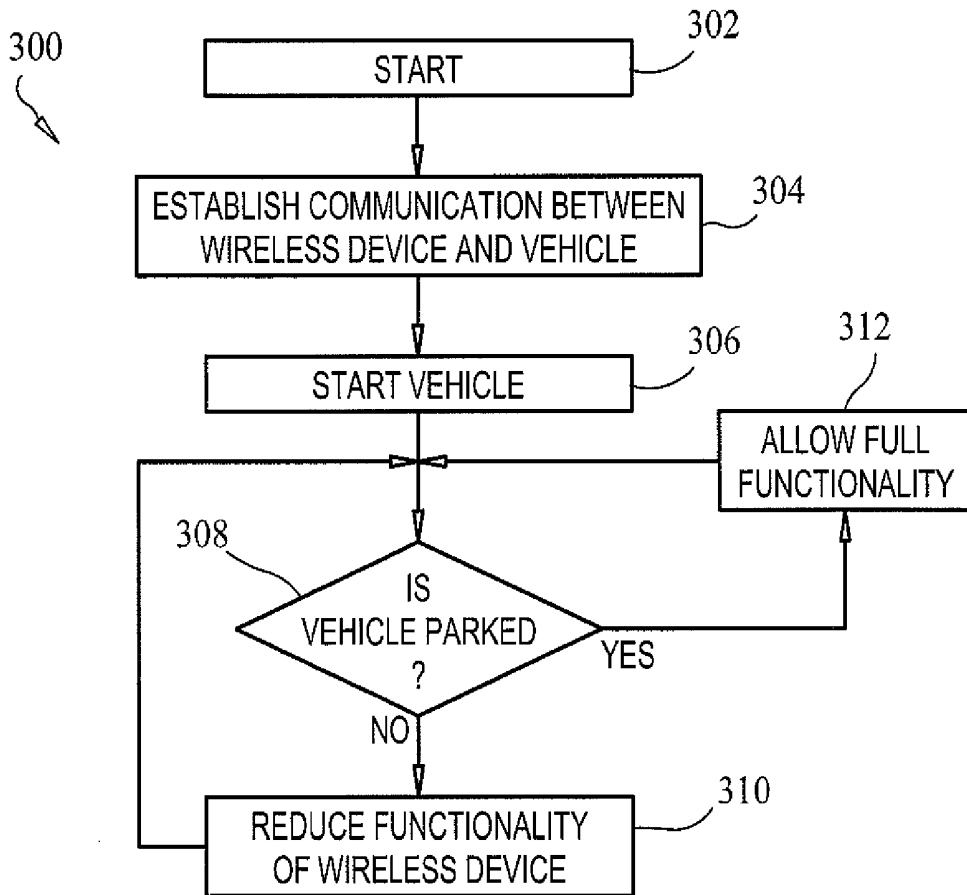 300
302
START
ESTABLISH COMMUNICATION BETWEEN
WIRELESS DEVICE AND VEHICLE
304
306
START VEHICLE
312
ALLOW FULL
FUNCTIONALITY
308
IS
VEHICLE PARKED
?
YES
NO
310
REDUCE FUNCTIONALITY
OF WIRELESS DEVICE